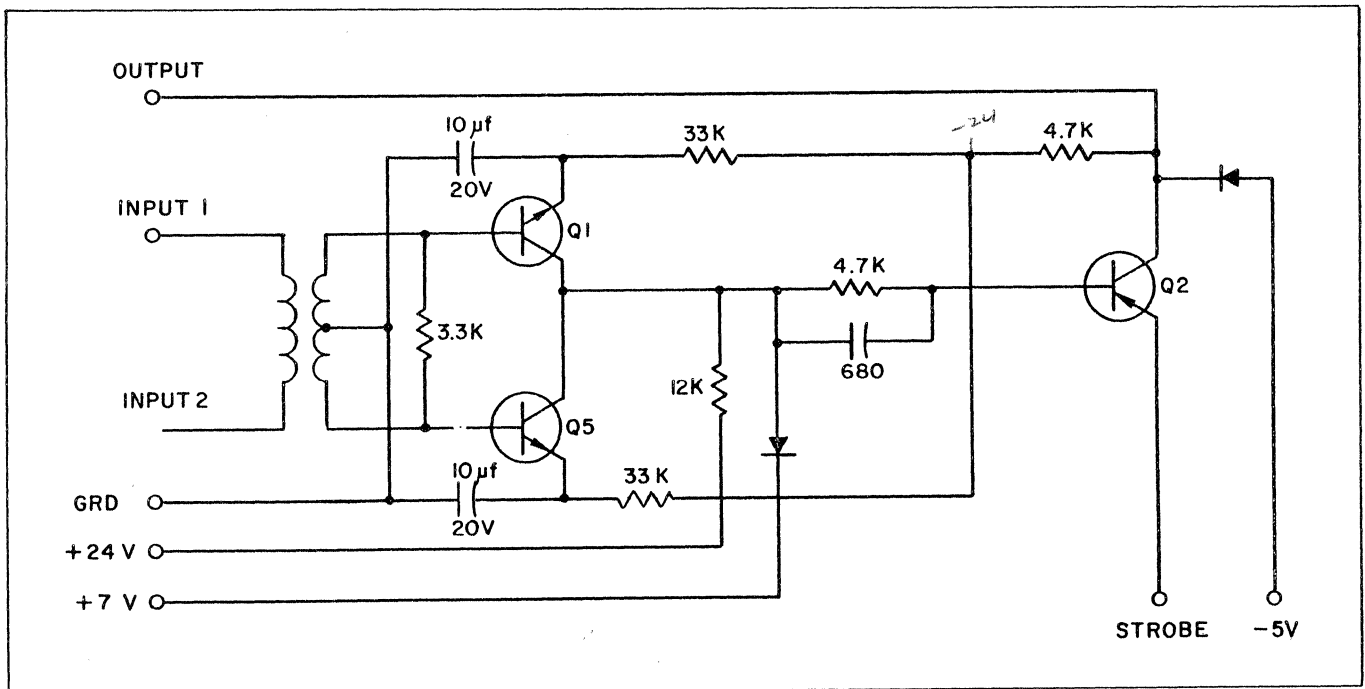 OUTPUT
10 µf
20V
33K
-24
4.7K
INPUT 1
Q1
3.3K
4.7K
680
Q2
12K
INPUT 2
Q5
10 µf
20V
33 K
GRD
+24 V
+7 V
STROBE
-5V